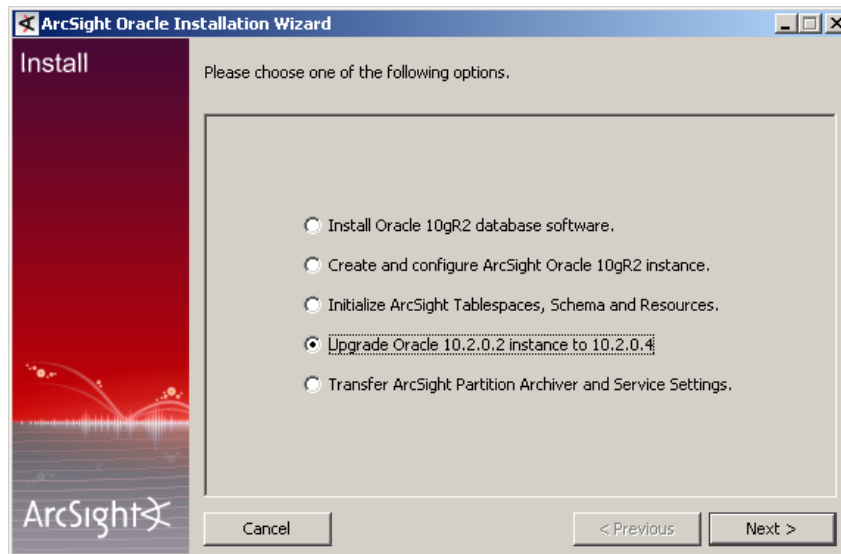 ArcSight Oracle Installation Wizard
Install
Please choose one of the following options.
Install Oracle 10gR2 database software.
Create and configure ArcSight Oracle 10gR2 instance.
Initialize ArcSight Tablespaces, Schema and Resources.
Upgrade Oracle 10.2.0.2 instance to 10.2.0.4
Transfer ArcSight Partition Archiver and Service Settings.
ArcSight
Cancel
< Previous
Next >